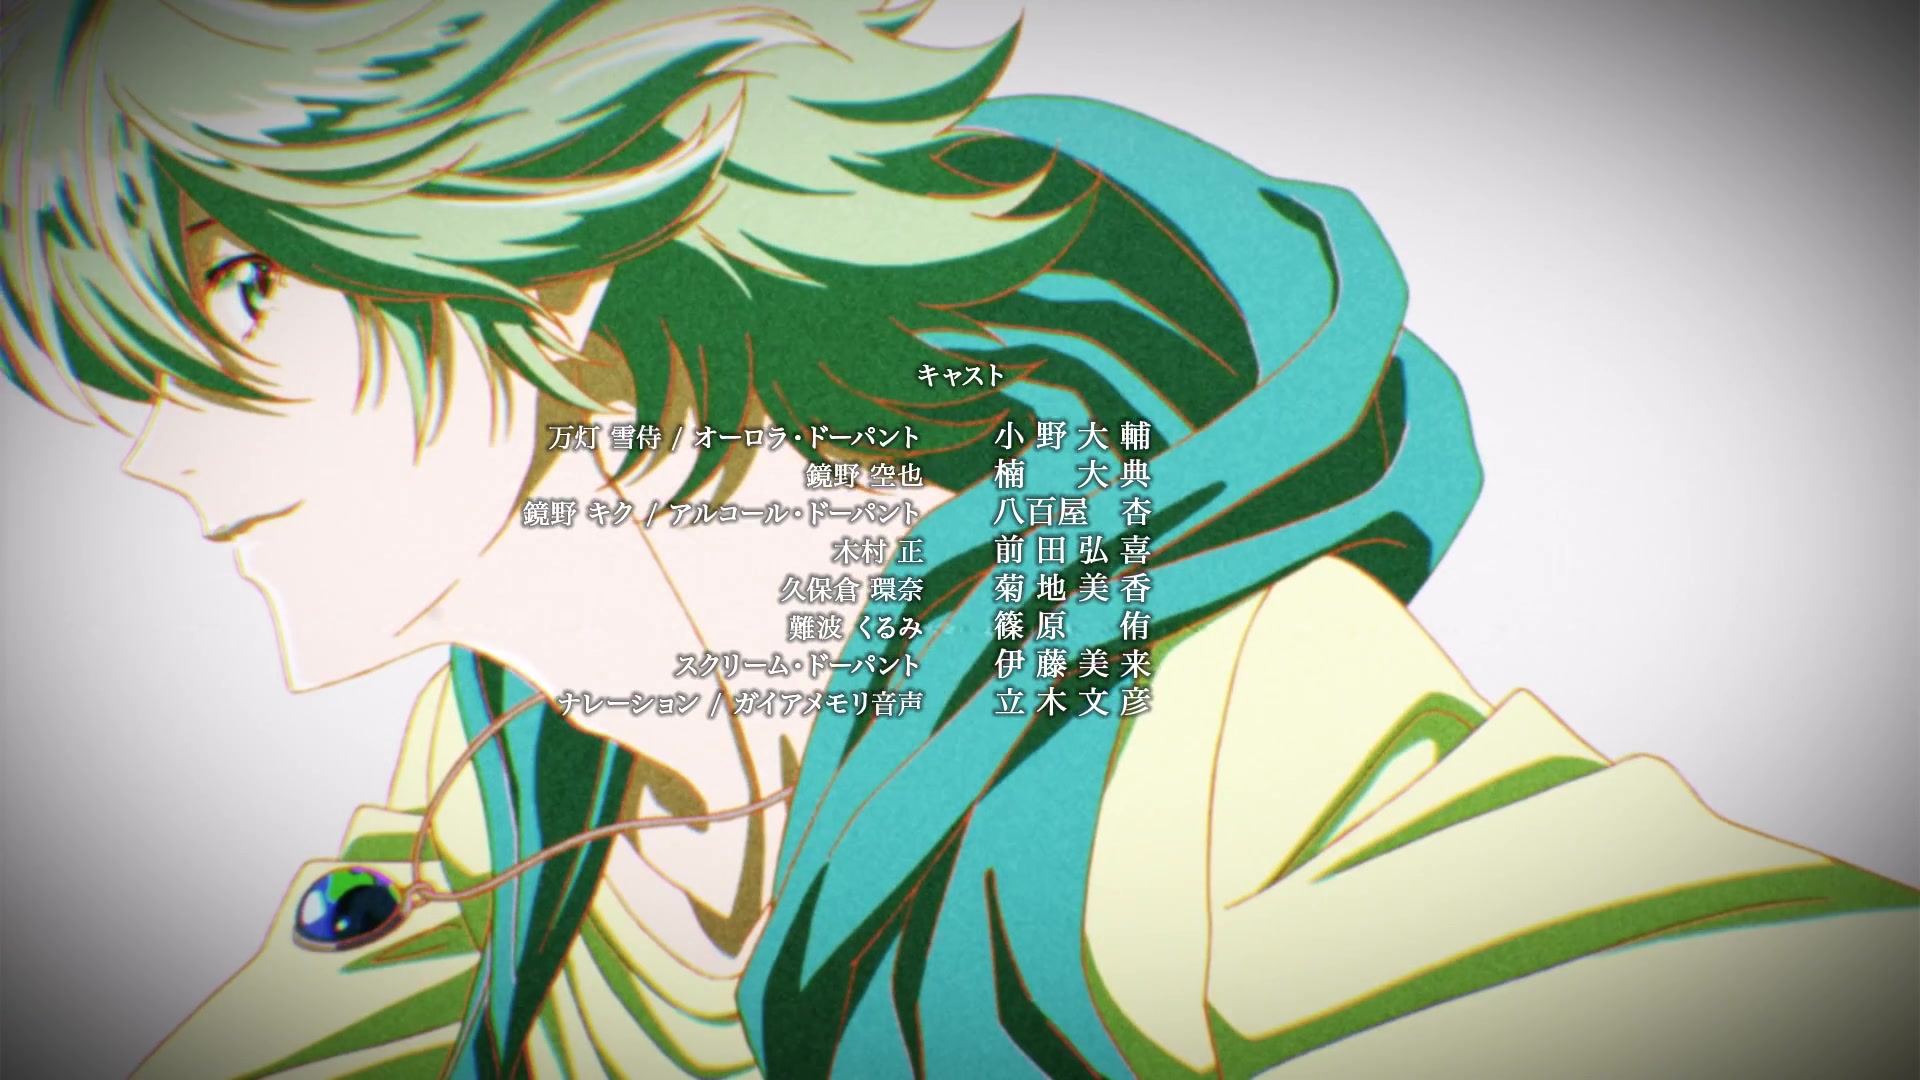 キャスト
万灯 雪侍 / オーロラ・ドーパント 小野大輔
鏡野 空也 楠 大典
鏡野 キク / アルコール・ドーパント 八百屋 杏
木村 正 前田弘喜
久保倉 環奈 菊地美香
難波 くるみ 篠原 侑
スクリーム・ドーパント 伊藤美来
ナレーション / ガイアメモリ音声 立木文彦